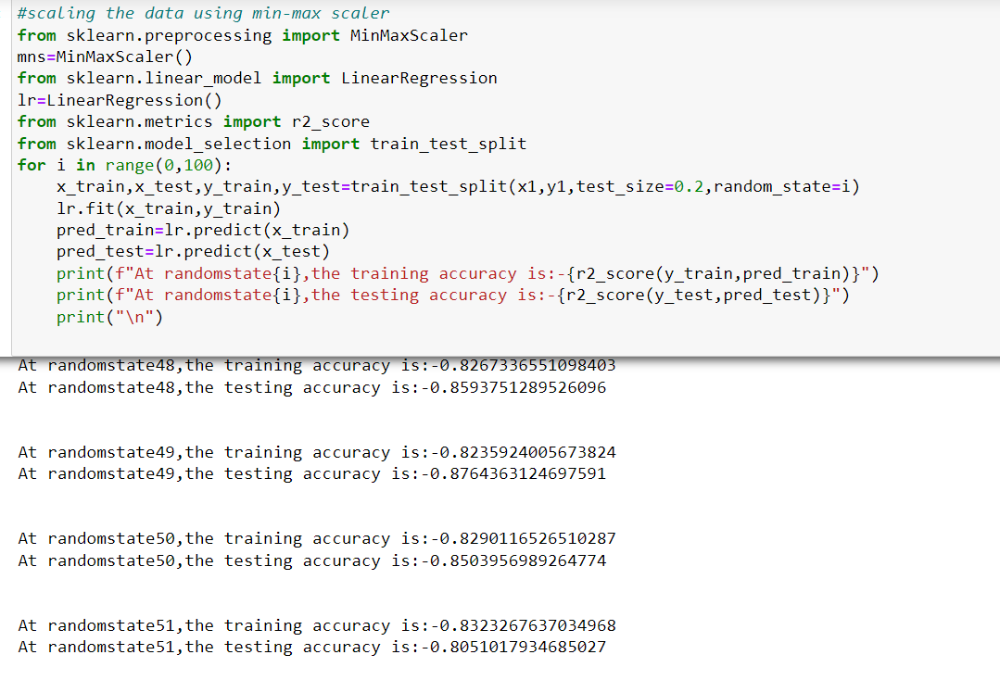 #scaling the data using min-max scaler
from sklearn.preprocessing import MinMaxScaler
mns=MinMaxScaler()
from sklearn.linear_model import LinearRegression
lr=LinearRegression()
from sklearn.metrics import r2_score
from sklearn.model_selection import train_test_split
for i in range(0,100):
    x_train,x_test,y_train,y_test=train_test_split(x1,y1,test_size=0.2,random_state=i)
    lr.fit(x_train,y_train)
    pred_train=lr.predict(x_train)
    pred_test=lr.predict(x_test)
    print(f"At randomstate{i},the training accuracy is:-{r2_score(y_train,pred_train)}")
    print(f"At randomstate{i},the testing accuracy is:-{r2_score(y_test,pred_test)}")
    print("\n")
At randomstate48,the training accuracy is:-0.8267336551098403
At randomstate48,the testing accuracy is:-0.8593751289526096
At randomstate49,the training accuracy is:-0.8235924005673824
At randomstate49,the testing accuracy is:-0.8764363124697591
At randomstate50,the training accuracy is:-0.8290116526510287
At randomstate50,the testing accuracy is:-0.8503956989264774
At randomstate51,the training accuracy is:-0.8323267637034968
At randomstate51,the testing accuracy is:-0.8051017934685027